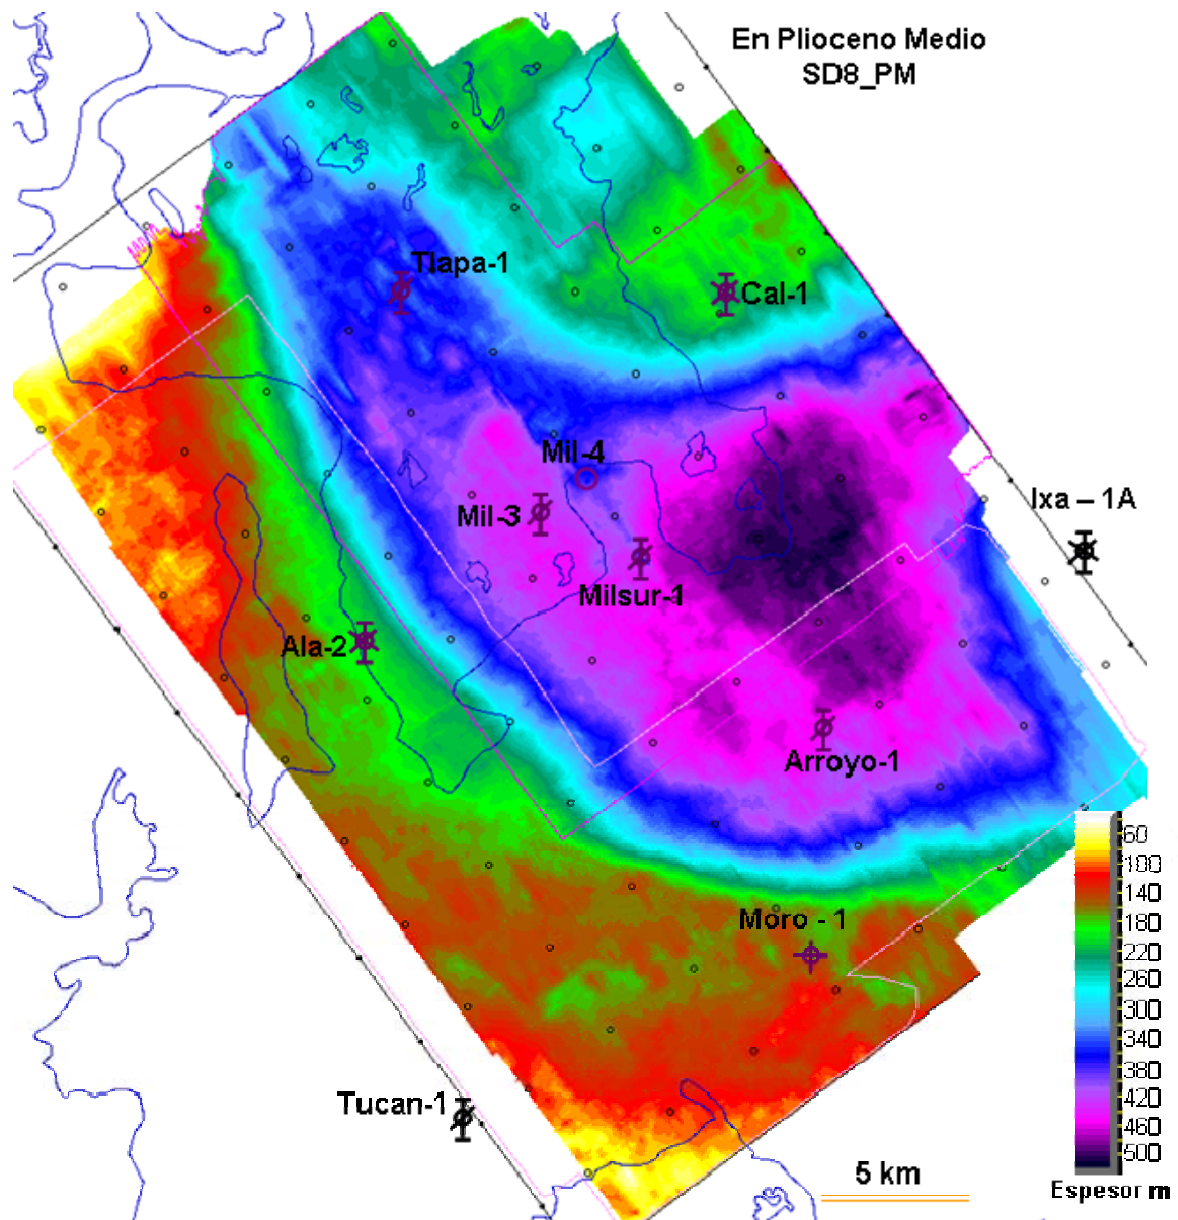 En Plioceno Medio
SD8_PM
Tlapa-1
Cal-1
Mil-4
Ixa – 1A
Mil-3
Milsur-1
Ala-2
Arroyo-1
Moro - 1
Tucan-1
5 km
60
100
140
180
220
260
300
340
380
420
460
500
Espesor m